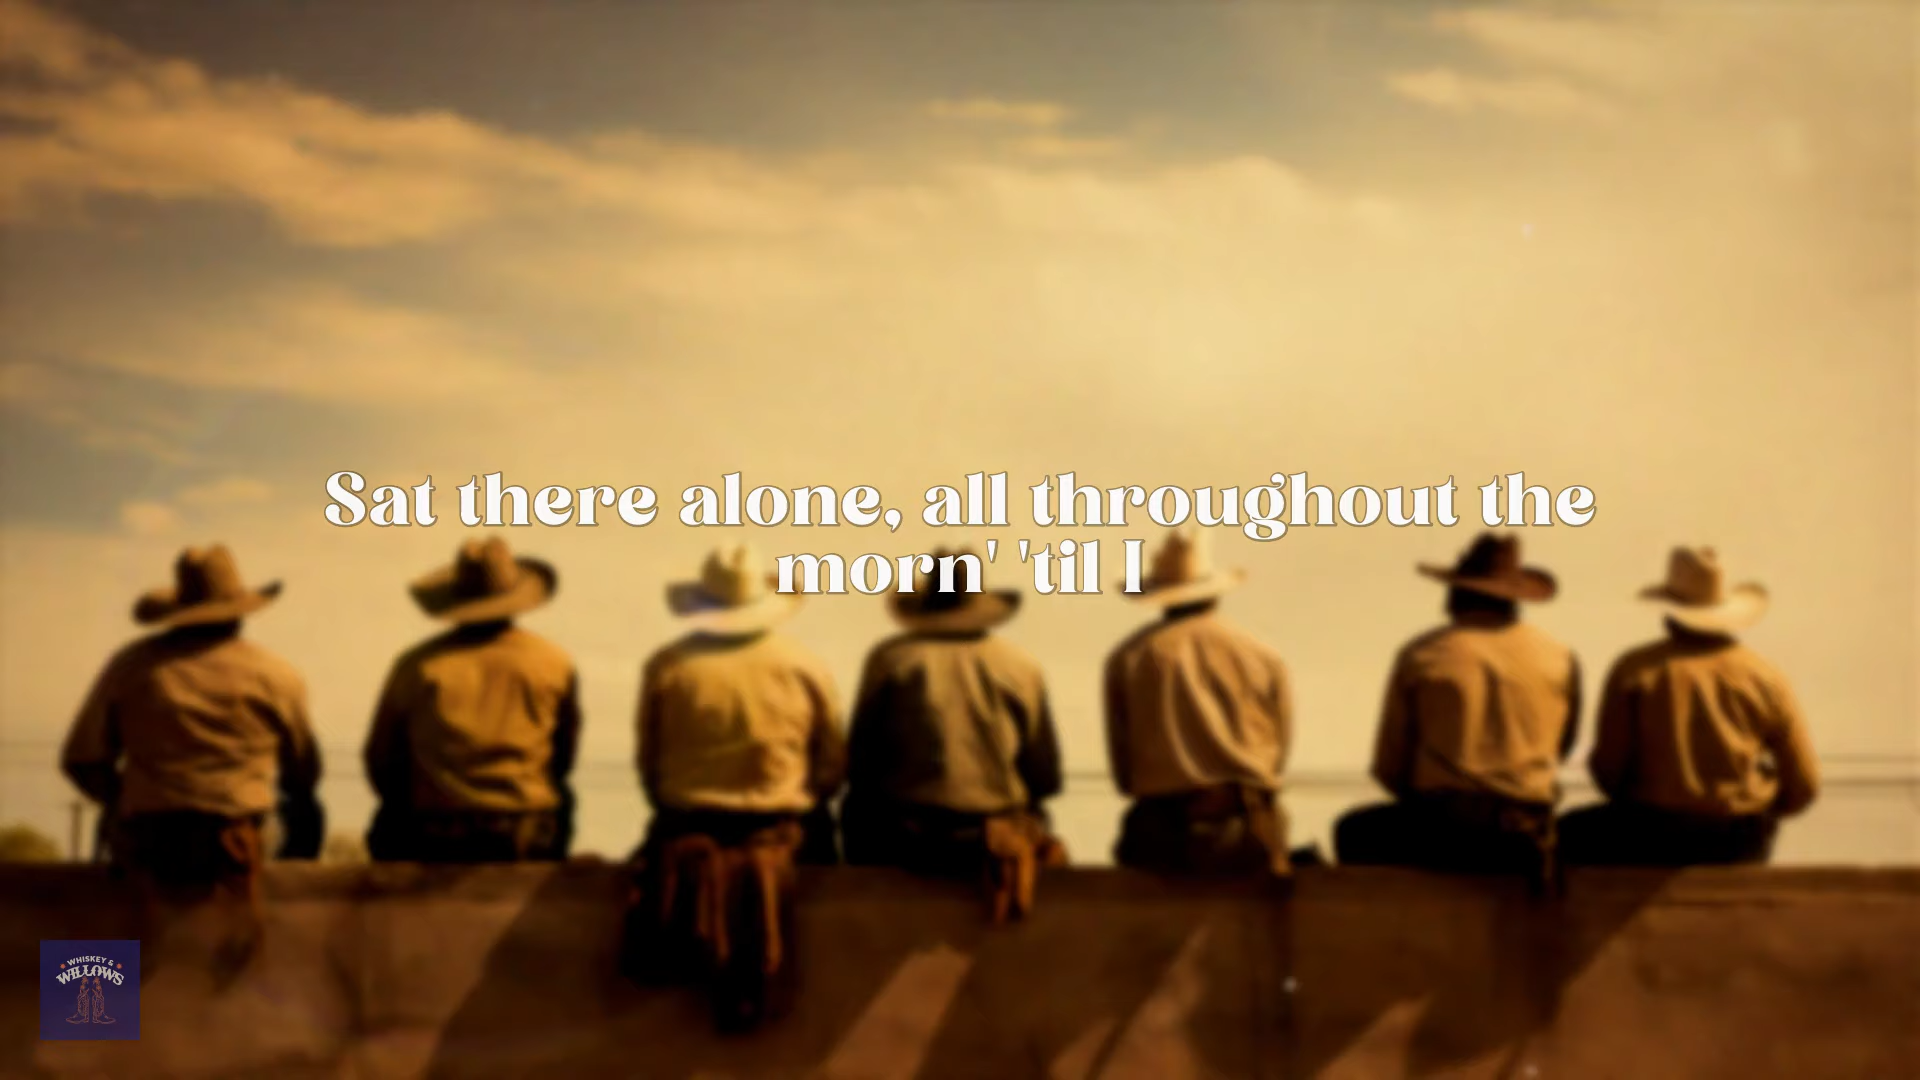 Sat there alone, all throughout the
morn' 'til I
WHISKEY &
WILLOWS